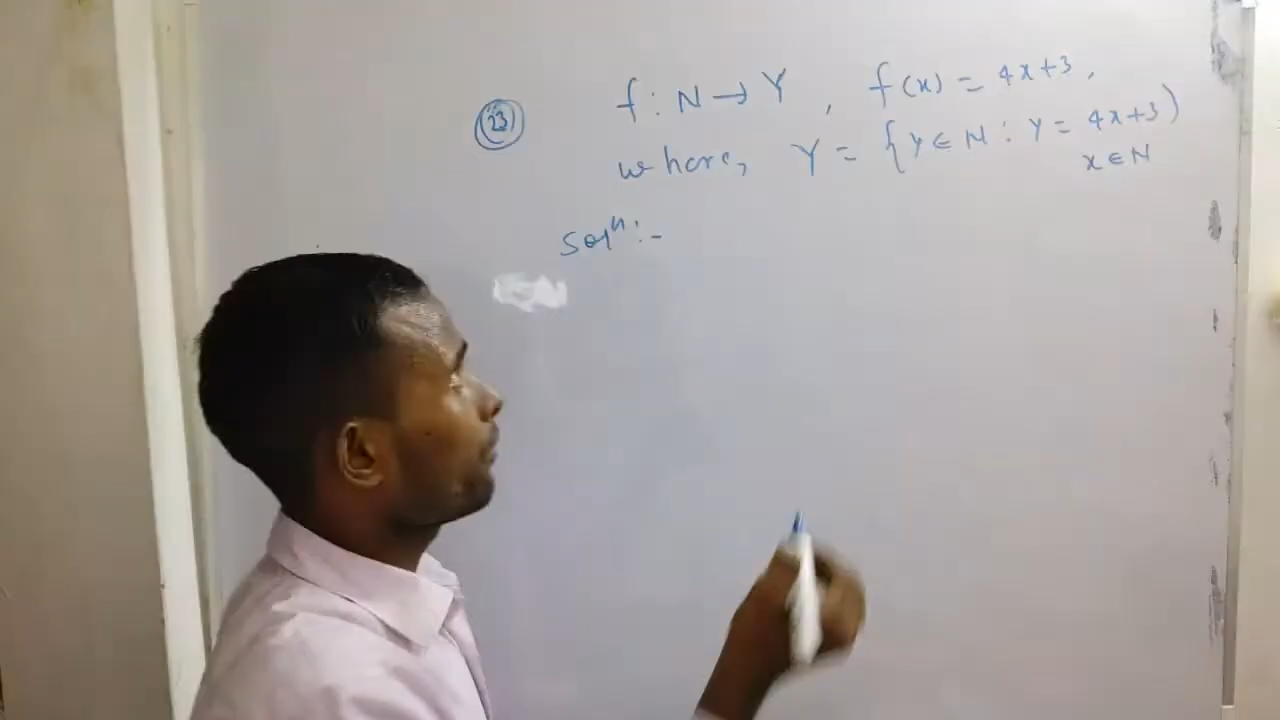 (23) f : N → Y , f(x) = 4x+3 ,
where, Y = {y ∈ N : y = 4x+3}
x ∈ N
Solⁿ :-